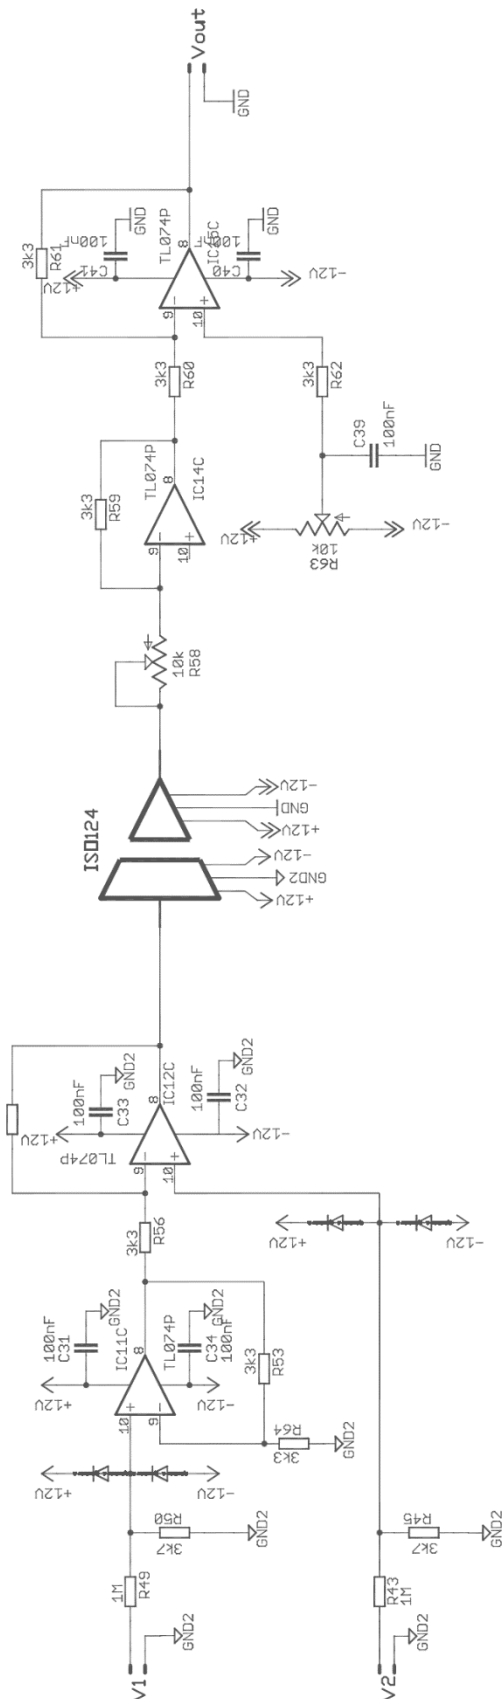 V1
GND2
1M
R49
R50
3k7
GND2
+12V
-12V
10
9
+
-
8
IC11C
TL074P
+12V
-12V
100nF
C31
GND2
C34
100nF
GND2
R53
3k3
R64
3k3
GND2
V2
GND2
R43
1M
R45
3k7
GND2
+12V
-12V
3k3
R56
9
10
-
+
8
TL074P
IC12C
+12V
-12V
100nF
C33
GND2
100nF
C32
GND2
ISO124
+12V
GND2
-12V
+12V
GND
-12V
10k
R58
3k3
R59
9
10
-
+
8
TL074P
IC14C
3k3
R60
R63
10k
+12V
-12V
C39
100nF
GND
3k3
R62
3k3
R61
9
10
-
+
8
TL074P
+12V
-12V
C41
100nF
GND
C40
100nF
GND
Vout
GND